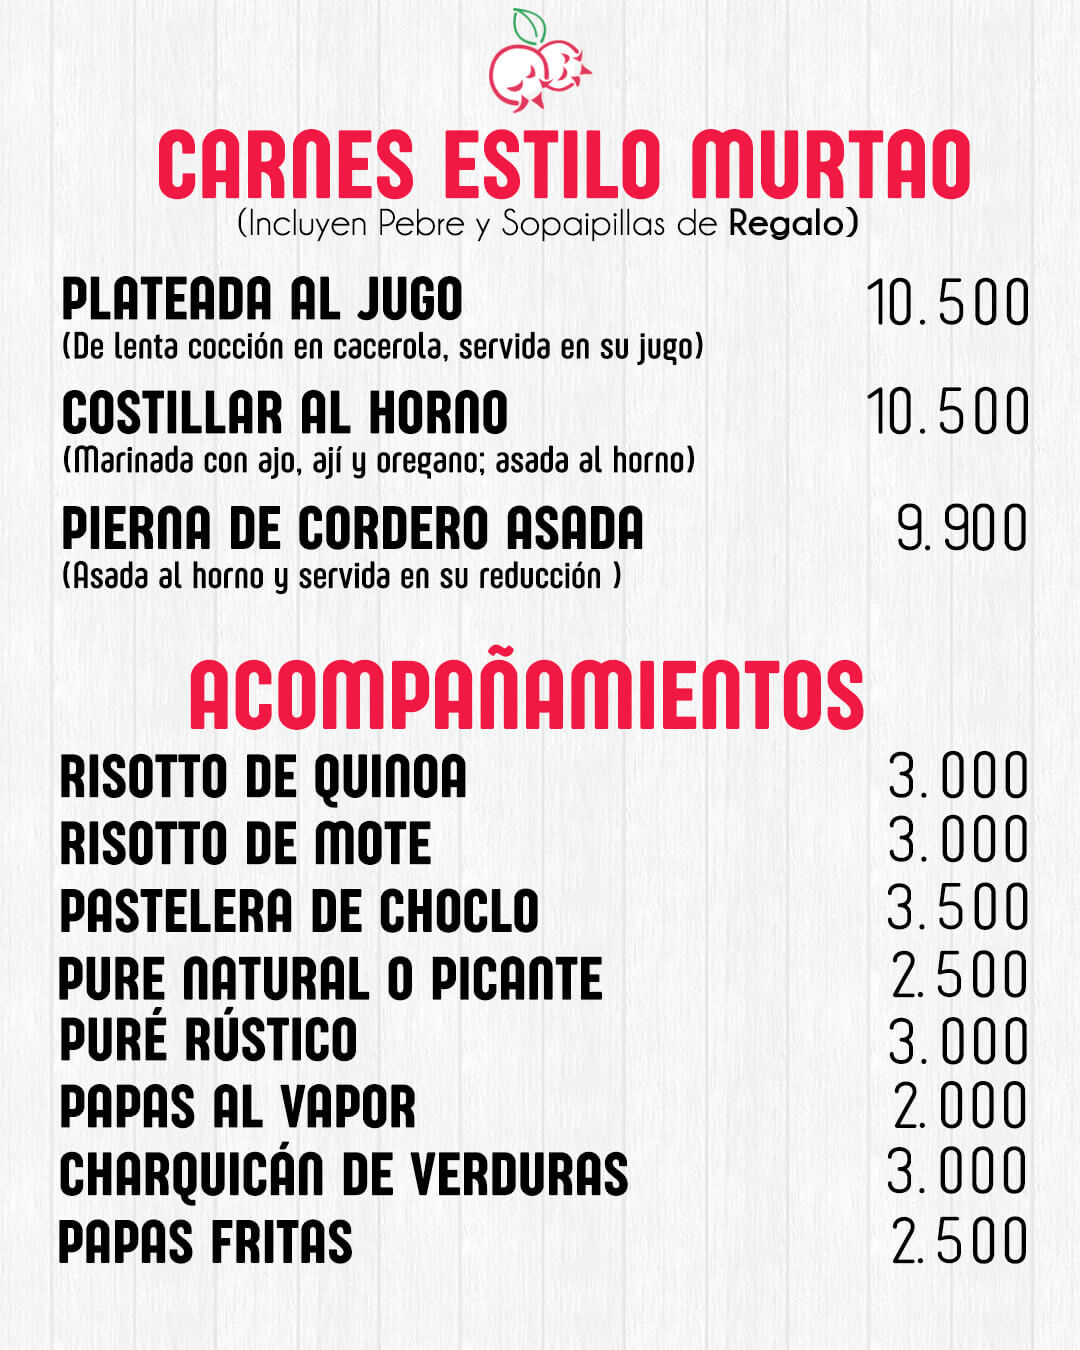 CARNES ESTILO MURTAO
(Incluyen Pebre y Sopaipillas de Regalo)
PLATEADA AL JUGO 10.500
(De lenta cocción en cacerola, servida en su jugo)
COSTILLAR AL HORNO 10.500
(Marinada con ajo, ají y oregano; asada al horno)
PIERNA DE CORDERO ASADA 9.900
(Asada al horno y servida en su reducción )
ACOMPAÑAMIENTOS
RISOTTO DE QUINOA 3.000
RISOTTO DE MOTE 3.000
PASTELERA DE CHOCLO 3.500
PURE NATURAL O PICANTE 2.500
PURÉ RÚSTICO 3.000
PAPAS AL VAPOR 2.000
CHARQUICÁN DE VERDURAS 3.000
PAPAS FRITAS 2.500